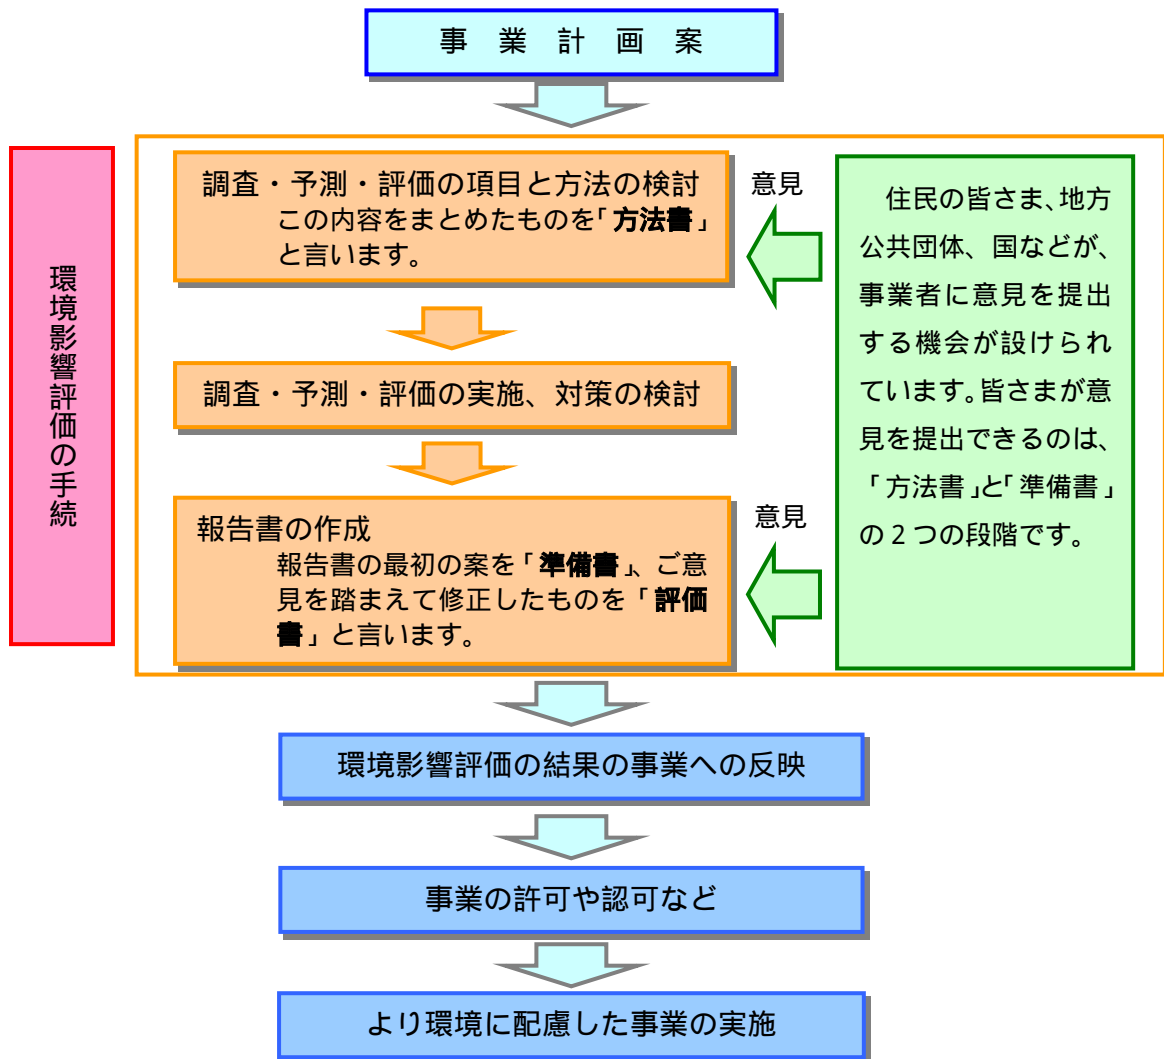 事業計画案
環境影響評価の手続
調査・予測・評価の項目と方法の検討
この内容をまとめたものを「方法書」
と言います。
意見
調査・予測・評価の実施、対策の検討
報告書の作成
報告書の最初の案を「準備書」、ご意
見を踏まえて修正したものを「評価
書」と言います。
意見
住民の皆さま、地方
公共団体、国などが、
事業者に意見を提出
する機会が設けられ
ています。皆さまが意
見を提出できるのは、
「方法書」と「準備書」
の2つの段階です。
環境影響評価の結果の事業への反映
事業の許可や認可など
より環境に配慮した事業の実施